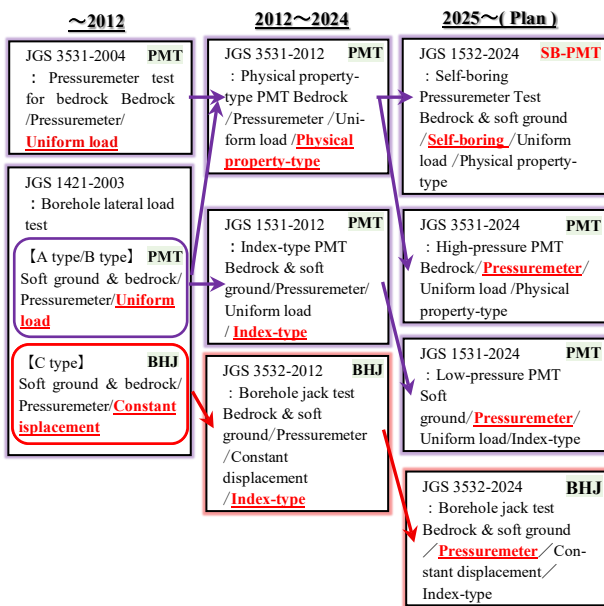 ~2012
JGS 3531-2004 PMT
：Pressuremeter test
for bedrock Bedrock
/Pressuremeter/
Uniform load
JGS 1421-2003
：Borehole lateral load
test
【A type/B type】 PMT
Soft ground & bedrock/
Pressuremeter/Uniform
load
【C type】 BHJ
Soft ground & bedrock/
Pressuremeter/Constant
isplacement
2012~2024
JGS 3531-2012 PMT
：Physical property-
type PMT Bedrock
/Pressuremeter /Uni-
form load /Physical
property-type
JGS 1531-2012 PMT
：Index-type PMT
Bedrock & soft
ground/Pressuremeter/
Uniform load
/ Index-type
JGS 3532-2012 BHJ
：Borehole jack test
Bedrock & soft
ground/Pressuremeter
/Constant
displacement
/Index-type
2025~( Plan)
JGS 1532-2024 SB-PMT
：Self-boring
Pressuremeter Test
Bedrock & soft ground
/Self-boring /Uniform
load /Physical property-
type
JGS 3531-2024 PMT
：High-pressure PMT
Bedrock/Pressuremeter/
Uniform load /Physical
property-type
JGS 1531-2024 PMT
：Low-pressure PMT
Soft
ground/Pressuremeter/
Uniform load/Index-type
JGS 3532-2024 BHJ
：Borehole jack test
Bedrock & soft ground
／Pressuremeter／Con-
stant displacement／
Index-type